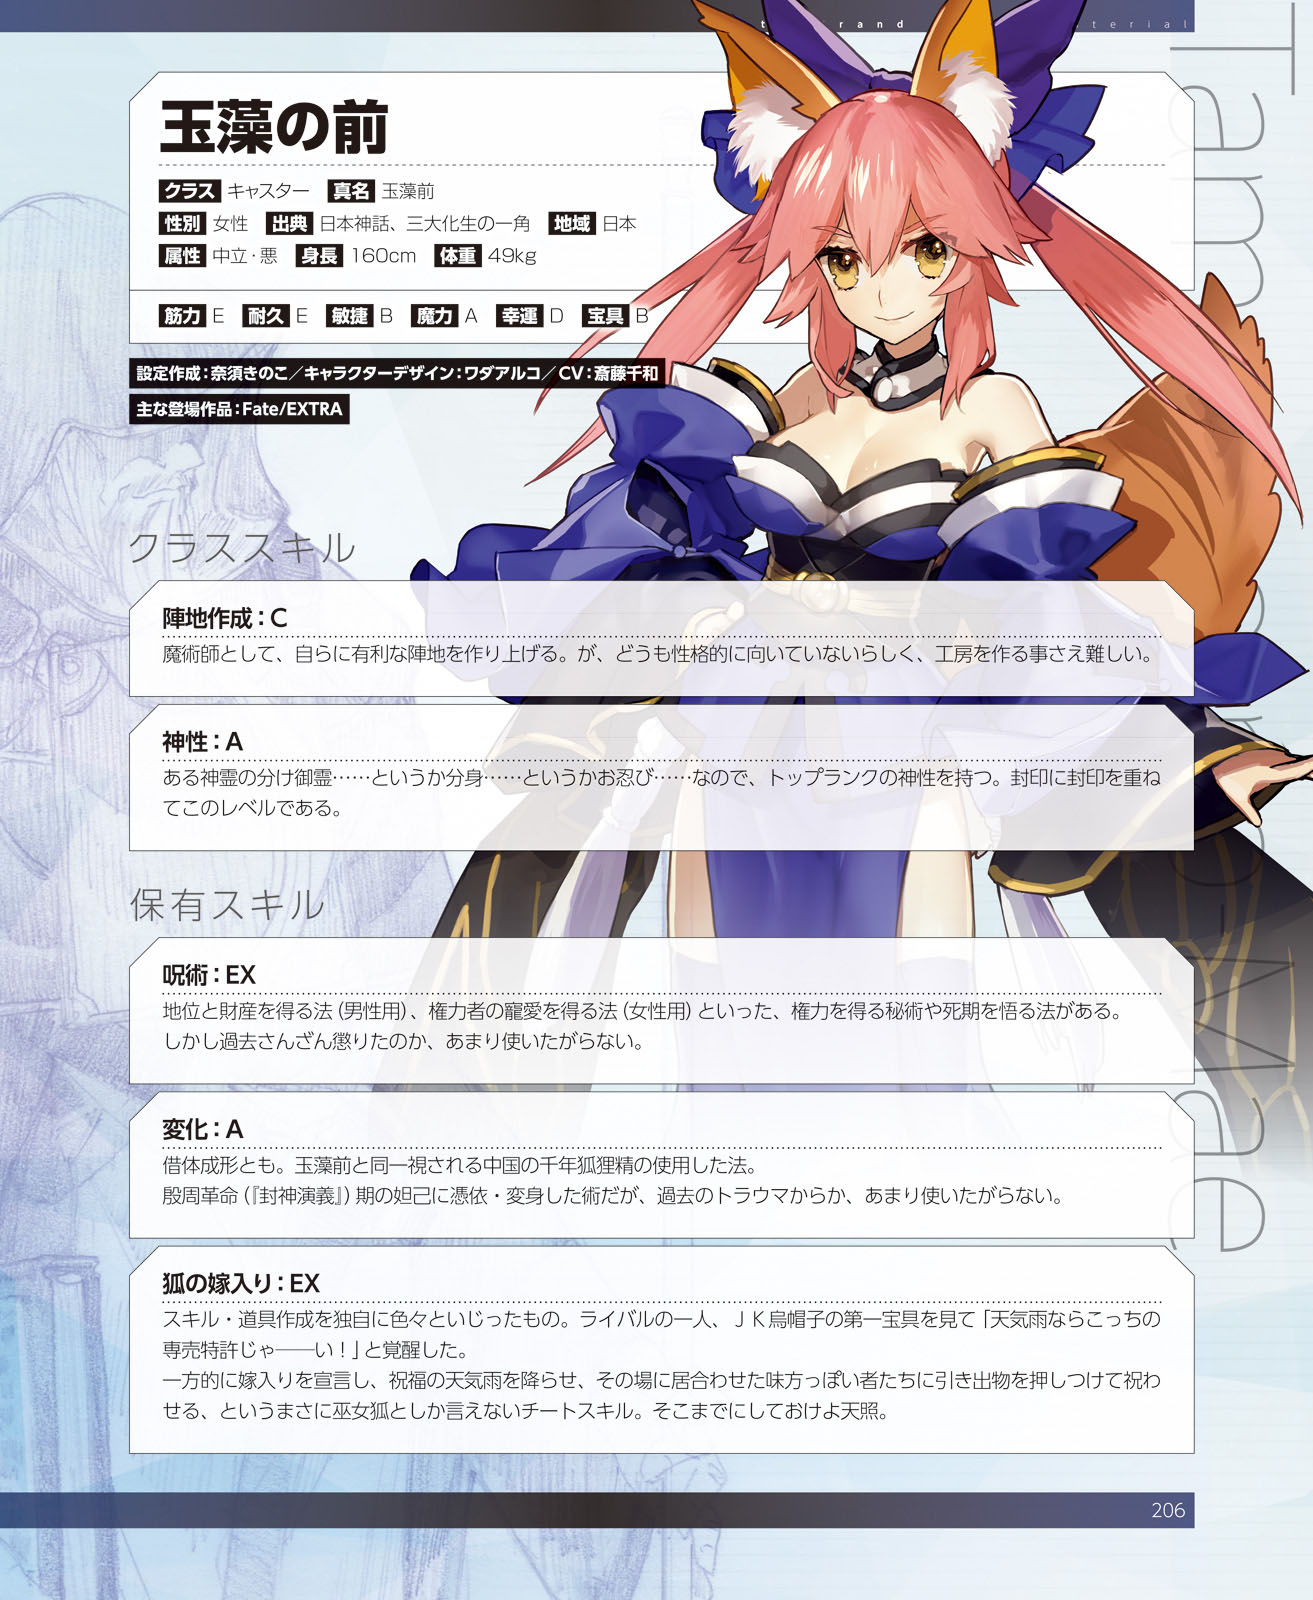 t rand terial
Tamamo-no-Mae
玉藻の前
クラス キャスター 真名 玉藻前
性別 女性 出典 日本神話、三大化生の一角 地域 日本
属性 中立・悪 身長 160cm 体重 49kg
筋力 E 耐久 E 敏捷 B 魔力 A 幸運 D 宝具 B
設定作成：奈須きのこ／キャラクターデザイン：ワダアルコ／CV：斎藤千和
主な登場作品：Fate/EXTRA
クラススキル
陣地作成：C
魔術師として、自らに有利な陣地を作り上げる。が、どうも性格的に向いていないらしく、工房を作る事さえ難しい。
神性：A
ある神霊の分け御霊……というか分身……というかお忍び……なので、トップランクの神性を持つ。封印に封印を重ね
てこのレベルである。
保有スキル
呪術：EX
地位と財産を得る法（男性用）、権力者の寵愛を得る法（女性用）といった、権力を得る秘術や死期を悟る法がある。
しかし過去さんざん懲りたのか、あまり使いたがらない。
変化：A
借体成形とも。玉藻前と同一視される中国の千年狐狸精の使用した法。
殷周革命（『封神演義』）期の妲己に憑依・変身した術だが、過去のトラウマからか、あまり使いたがらない。
狐の嫁入り：EX
スキル・道具作成を独自に色々といじったもの。ライバルの一人、ＪＫ烏帽子の第一宝具を見て「天気雨ならこっちの
専売特許じゃ――い！」と覚醒した。
一方的に嫁入りを宣言し、祝福の天気雨を降らせ、その場に居合わせた味方っぽい者たちに引き出物を押しつけて祝わ
せる、というまさに巫女狐としか言えないチートスキル。そこまでにしておけよ天照。
206